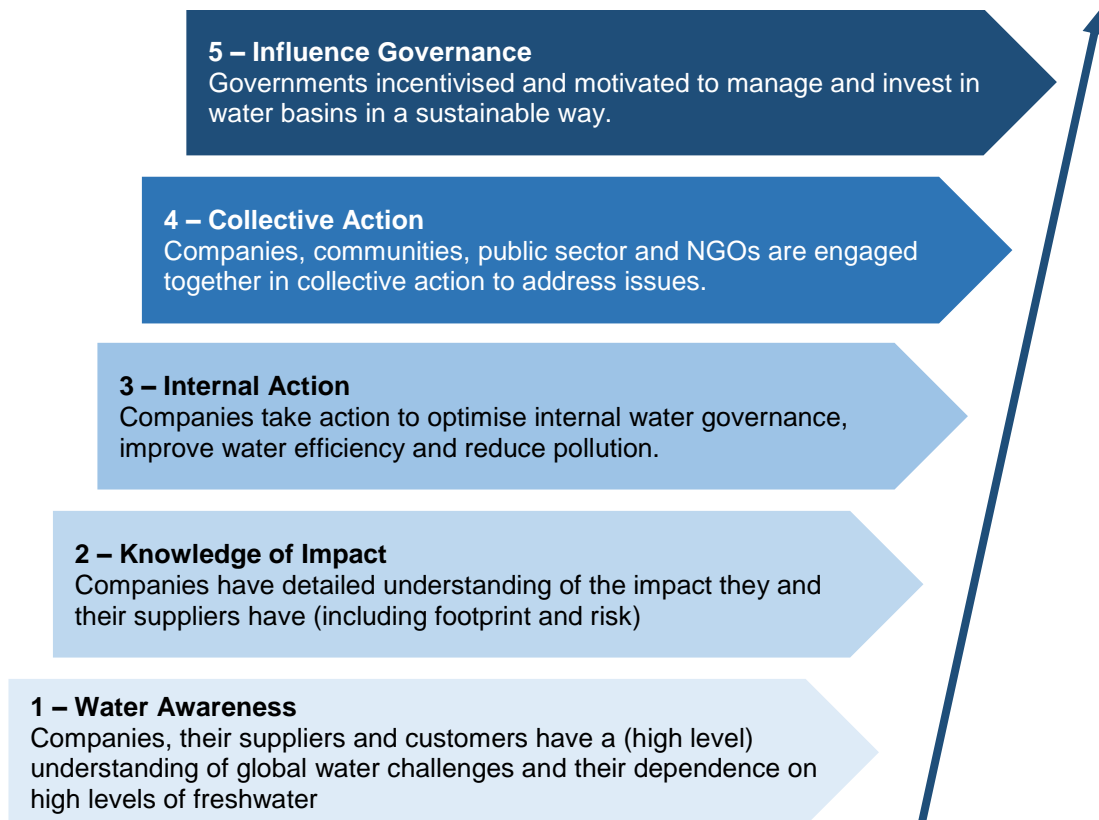 5 – Influence Governance
Governments incentivised and motivated to manage and invest in
water basins in a sustainable way.
4 – Collective Action
Companies, communities, public sector and NGOs are engaged
together in collective action to address issues.
3 – Internal Action
Companies take action to optimise internal water governance,
improve water efficiency and reduce pollution.
2 – Knowledge of Impact
Companies have detailed understanding of the impact they and
their suppliers have (including footprint and risk)
1 – Water Awareness
Companies, their suppliers and customers have a (high level)
understanding of global water challenges and their dependence on
high levels of freshwater